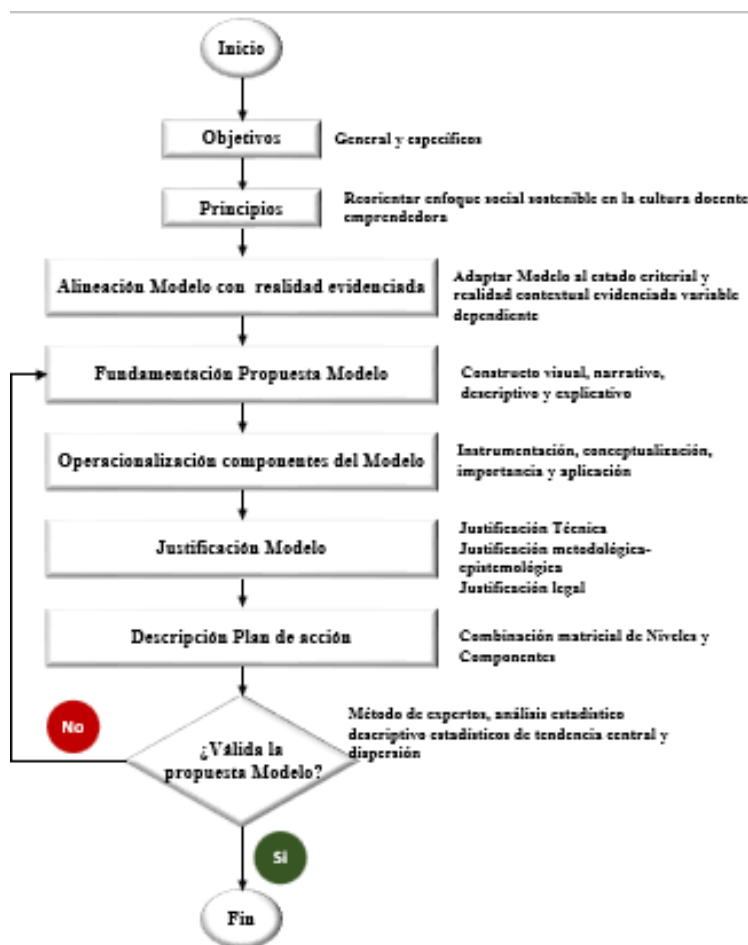 Inicio
Objetivos
General y específicos
Principios
Reorientar enfoque social sostenible en la cultura docente
emprendedora
Alineación Modelo con realidad evidenciada
Adaptar Modelo al estado criterial y
realidad contextual evidenciada variable
dependiente
Fundamentación Propuesta Modelo
Constructo visual, narrativo,
descriptivo y explicativo
Operacionalización componentes del Modelo
Instrumentación, conceptualización,
importancia y aplicación
Justificación Modelo
Justificación Técnica
Justificación metodológica-
epistemológica
Justificación legal
Descripción Plan de acción
Combinación matricial de Niveles y
Componentes
No
¿Válida la
propuesta Modelo?
Método de expertos, análisis estadístico
descriptivo estadísticos de tendencia central y
dispersión
Si
Fin